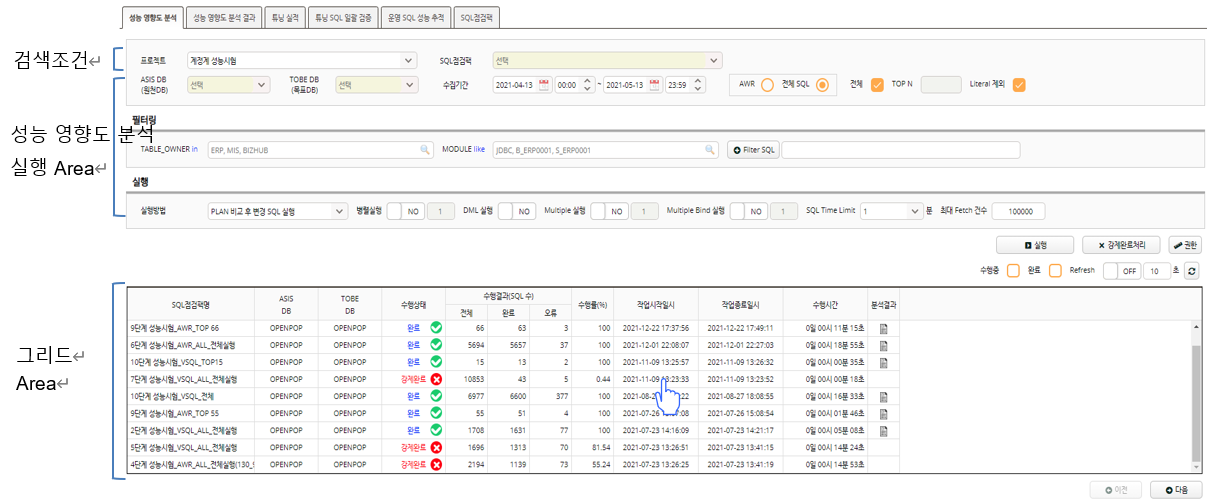 성능 영향도 분석 성능 영향도 분석 결과 튜닝 실적 튜닝 SQL 일괄 검증 운영 SQL 성능 추적 SQL점검팩
검색조건↵
프로젝트 계정계 성능시험 SQL점검팩 선택
ASIS DB (원천DB) 선택 TOBE DB (목표DB) 선택 수집기간 2021-04-13 00:00 ~ 2021-05-13 23:59 AWR 전체 SQL 전체 TOP N Literal 제외
성능 영향도 분석
실행 Area↵
필터링
TABLE_OWNER in ERP, MIS, BIZHUB MODULE like JDBC, B_ERP0001, S_ERP0001 Filter SQL
실행
실행방법 PLAN 비교 후 변경 SQL 실행 병렬실행 NO 1 DML 실행 NO Multiple 실행 NO 1 Multiple Bind 실행 NO 1 SQL Time Limit 1 분 최대 Fetch 건수 100000
실행 강제완료처리 권한
수행중 완료 Refresh OFF 10 초
그리드↵
Area↵
SQL점검팩명 ASIS DB TOBE DB 수행상태 수행결과(SQL 수) 수행률(%) 작업시작일시 작업종료일시 수행시간 분석결과
전체 완료 오류
9단계 성능시험_AWR_TOP 66 OPENPOP OPENPOP 완료 66 63 3 100 2021-12-22 17:37:56 2021-12-22 17:49:11 0일 00시 11분 15초
6단계 성능시험_AWR_ALL_전체실행 OPENPOP OPENPOP 완료 5694 5657 37 100 2021-12-01 22:08:07 2021-12-01 22:27:03 0일 00시 18분 55초
10단계 성능시험_VSQL_TOP15 OPENPOP OPENPOP 완료 15 13 2 100 2021-11-09 13:25:57 2021-11-09 13:26:32 0일 00시 00분 35초
7단계 성능시험_VSQL_ALL_전체실행 OPENPOP OPENPOP 강제완료 10853 43 5 0.44 2021-11-09 13:23:33 2021-11-09 13:23:52 0일 00시 00분 18초
10단계 성능시험_VSQL_전체 OPENPOP OPENPOP 완료 6977 6600 377 100 2021-08-2 :22 2021-08-27 18:08:55 0일 00시 16분 33초
9단계 성능시험_AWR_TOP 55 OPENPOP OPENPOP 완료 55 51 4 100 2021-07-26 :08 2021-07-26 15:08:54 0일 00시 01분 46초
2단계 성능시험_VSQL_ALL_전체실행 OPENPOP OPENPOP 완료 1708 1631 77 100 2021-07-23 14:16:09 2021-07-23 14:21:17 0일 00시 05분 08초
5단계 성능시험_VSQL_ALL_전체실행 OPENPOP OPENPOP 강제완료 1696 1313 70 81.54 2021-07-23 13:26:51 2021-07-23 13:41:15 0일 00시 14분 24초
4단계 성능시험_AWR_ALL_전체실행(130_ OPENPOP OPENPOP 강제완료 2194 1139 73 55.24 2021-07-23 13:26:25 2021-07-23 13:41:19 0일 00시 14분 53초
이전 다음